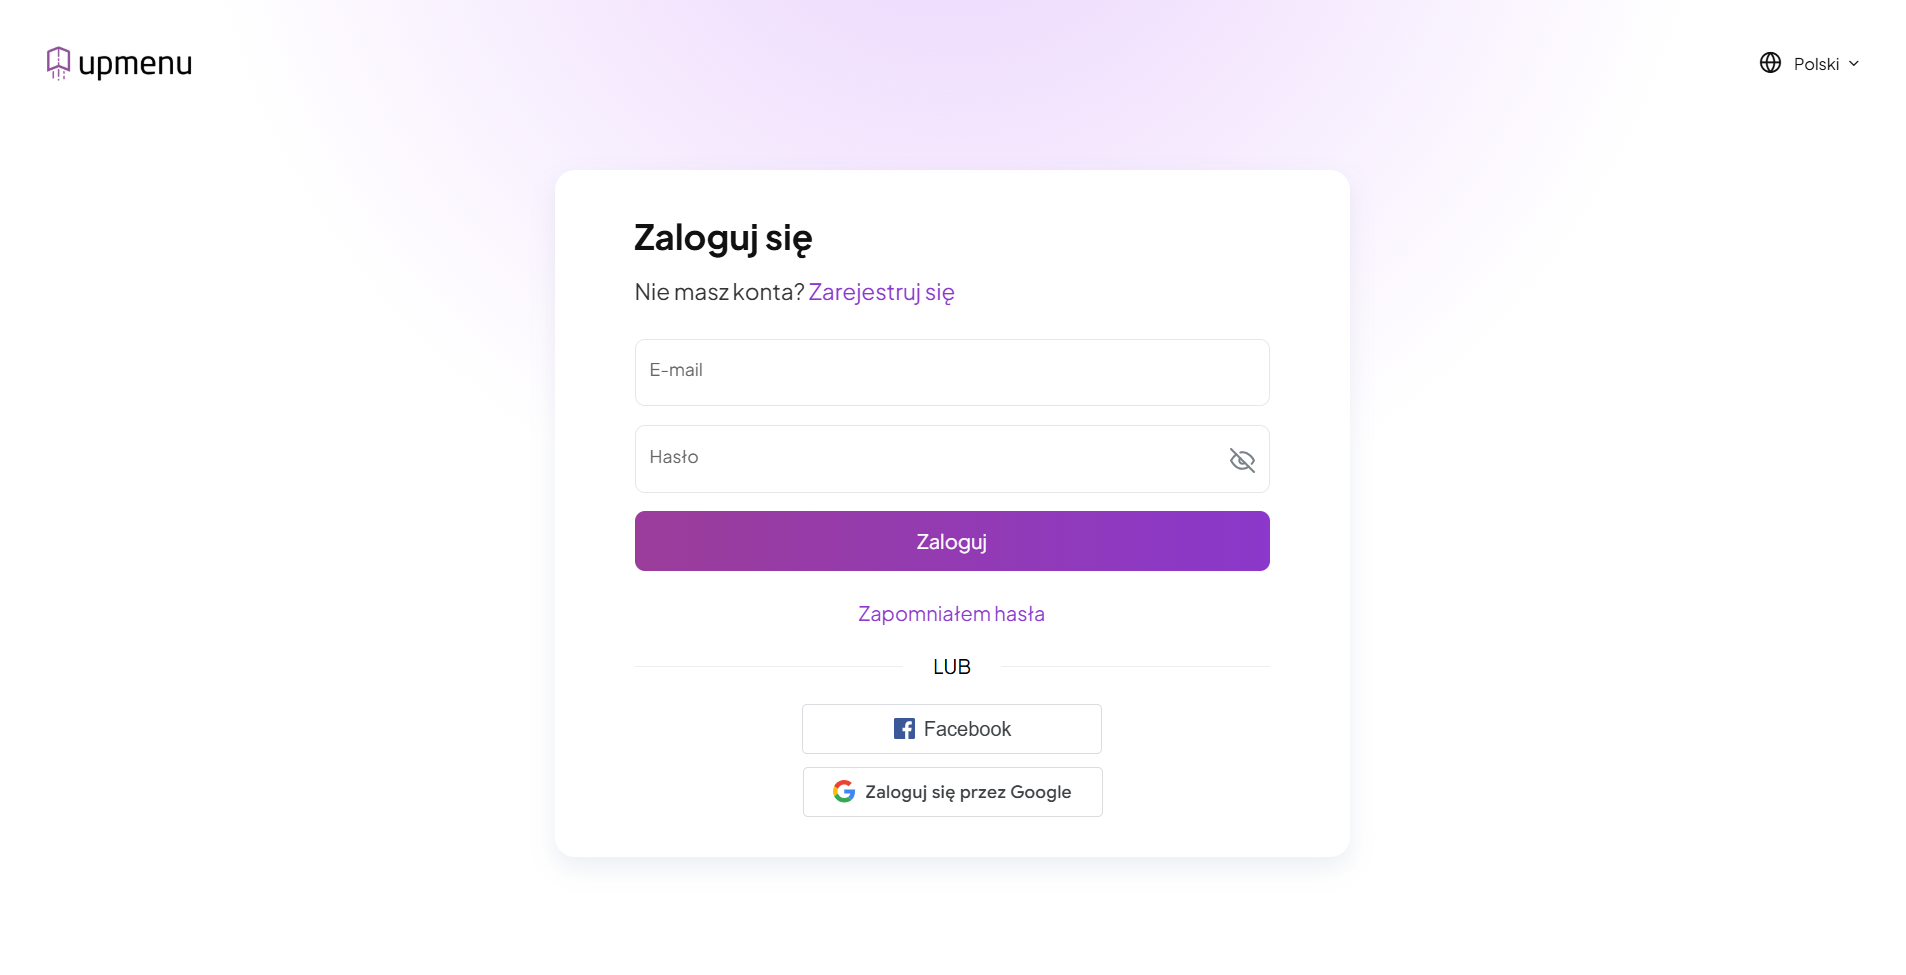 upmenu
Polski
Zaloguj się
Nie masz konta? Zarejestruj się
E-mail
Hasło
Zaloguj
Zapomniałem hasła
LUB
Facebook
Zaloguj się przez Google